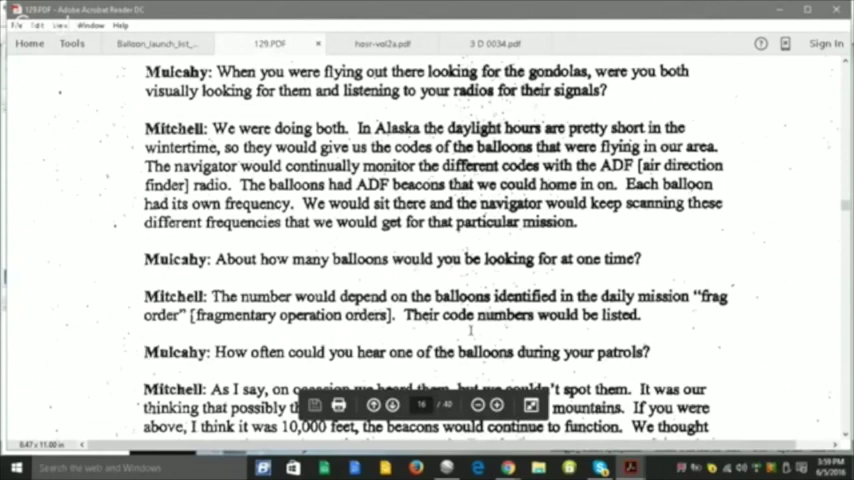 129.PDF - Adobe Acrobat Reader DC
File Edit View Window Help
Home Tools Balloon_launch_list_... 129.PDF × hosr-vol2a.pdf 3 D 0034.pdf Sign In
Mulcahy: When you were flying out there looking for the gondolas, were you both
visually looking for them and listening to your radios for their signals?
Mitchell: We were doing both. In Alaska the daylight hours are pretty short in the
wintertime, so they would give us the codes of the balloons that were flying in our area.
The navigator would continually monitor the different codes with the ADF [air direction
finder] radio. The balloons had ADF beacons that we could home in on. Each balloon
had its own frequency. We would sit there and the navigator would keep scanning these
different frequencies that we would get for that particular mission.
Mulcahy: About how many balloons would you be looking for at one time?
Mitchell: The number would depend on the balloons identified in the daily mission "frag
order" [fragmentary operation orders]. Their code numbers would be listed.
Mulcahy: How often could you hear one of the balloons during your patrols?
Mitchell: As I say, on occasion we heard them, but we couldn't spot them. It was our
thinking that possibly th mountains. If you were
16 / 40
above, I think it was 10,000 feet, the beacons would continue to function. We thought
8.47 x 11.00 in
Search the web and Windows
3:59 PM
6/5/2016